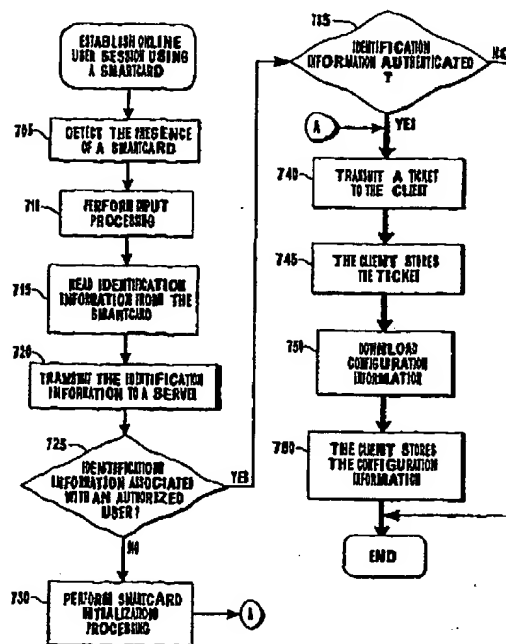 ESTABLISH ONLINE
USER SESSION USING
A SMARTCARD
705
DETECT THE PRESENCE
OF A SMARTCARD
710
PERFORM INPUT
PROCESSING
715
READ IDENTIFICATION
INFORMATION FROM THE
SMARTCARD
720
TRANSMIT THE IDENTIFICATION
INFORMATION TO A SERVER
725
IDENTIFICATION
INFORMATION ASSOCIATED
WITH AN AUTHORIZED
USER?
YES
NO
730
PERFORM SMARTCARD
INITIALIZATION
PROCESSING
A
735
IDENTIFICATION
INFORMATION AUTHENTICATED
?
NO
A
YES
740
TRANSMIT A TICKET
TO THE CLIENT
745
THE CLIENT STORES
THE TICKET
750
DOWNLOAD
CONFIGURATION
INFORMATION
760
THE CLIENT STORES
THE CONFIGURATION
INFORMATION
END